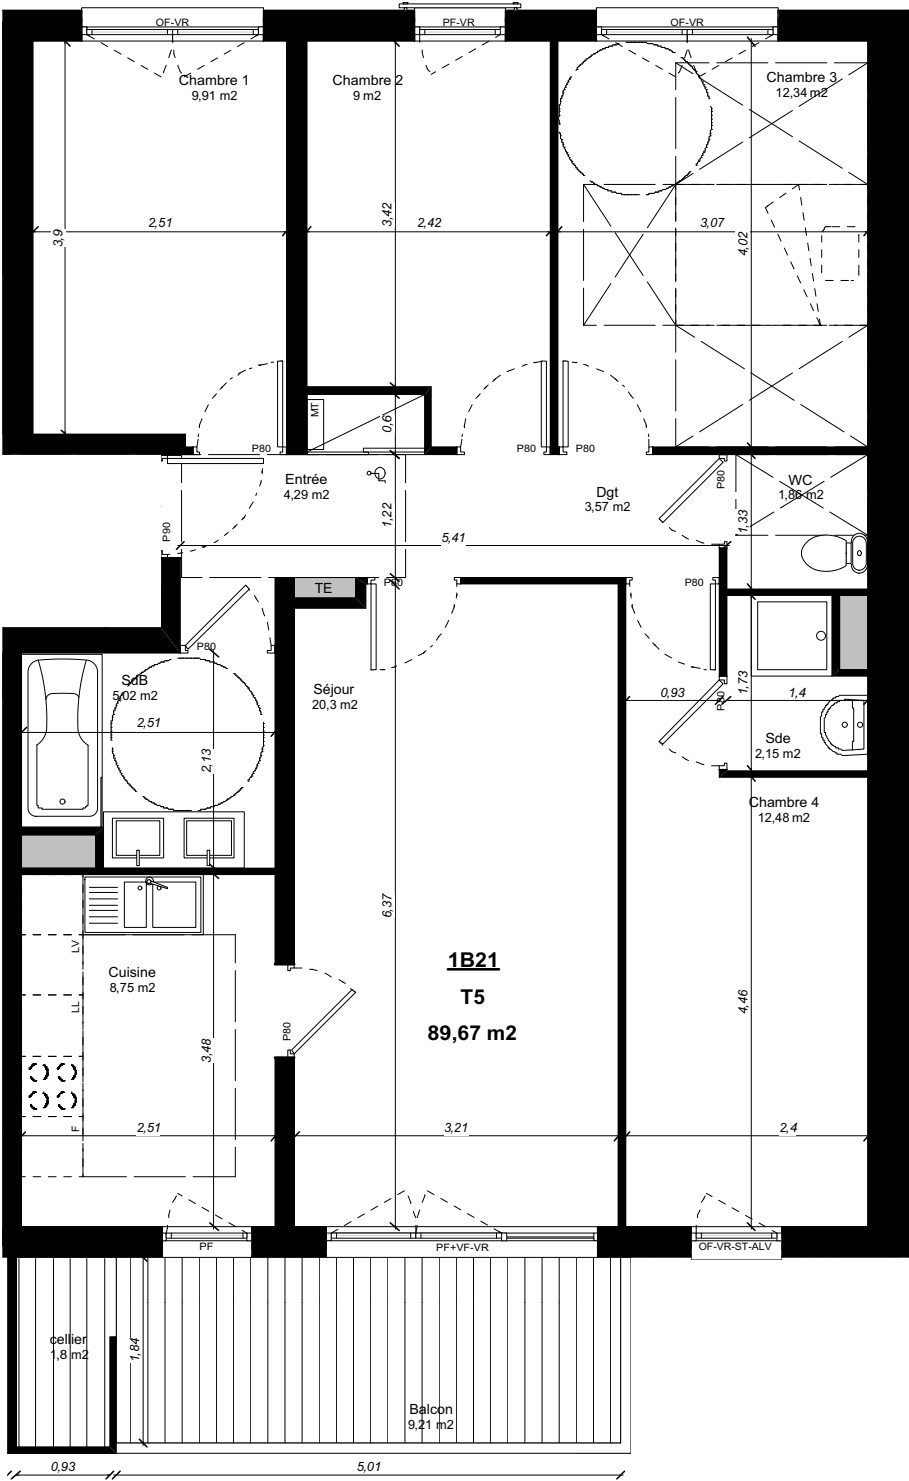 OF-VR
PF-VR
OF-VR
Chambre 1
9,91 m2
Chambre 2
9 m2
Chambre 3
12,34 m2
3,9
2,51
3,42
2,42
3,07
4,02
MT
0,6
P80
P80
P80
Entrée
4,29 m2
Dgt
3,57 m2
P80
WC
1,86 m2
P90
1,22
5,41
1,33
TE
P80
P80
P80
SdB
5,02 m2
2,51
2,13
Séjour
20,3 m2
0,93
P80
1,73
1,4
Sde
2,15 m2
Chambre 4
12,48 m2
6,37
LV
Cuisine
8,75 m2
LL
1B21
T5
89,67 m2
P80
3,48
4,46
F
2,51
3,21
2,4
PF
PF+VF-VR
OF-VR-ST-ALV
cellier
1,8 m2
1,84
Balcon
9,21 m2
0,93
5,01